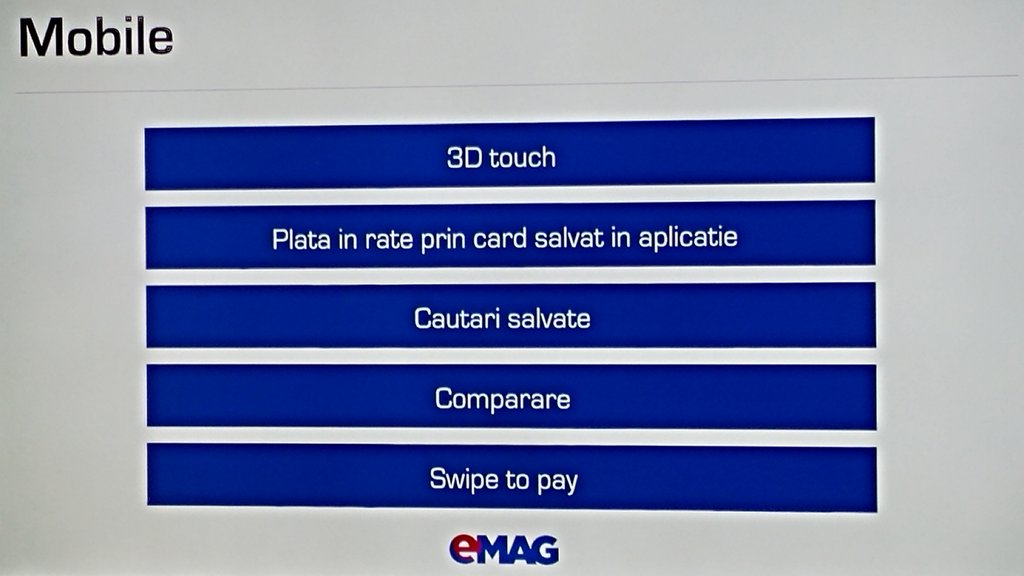 Mobile
3D touch
Plata in rate prin card salvat in aplicatie
Cautari salvate
Comparare
Swipe to pay
eMAG